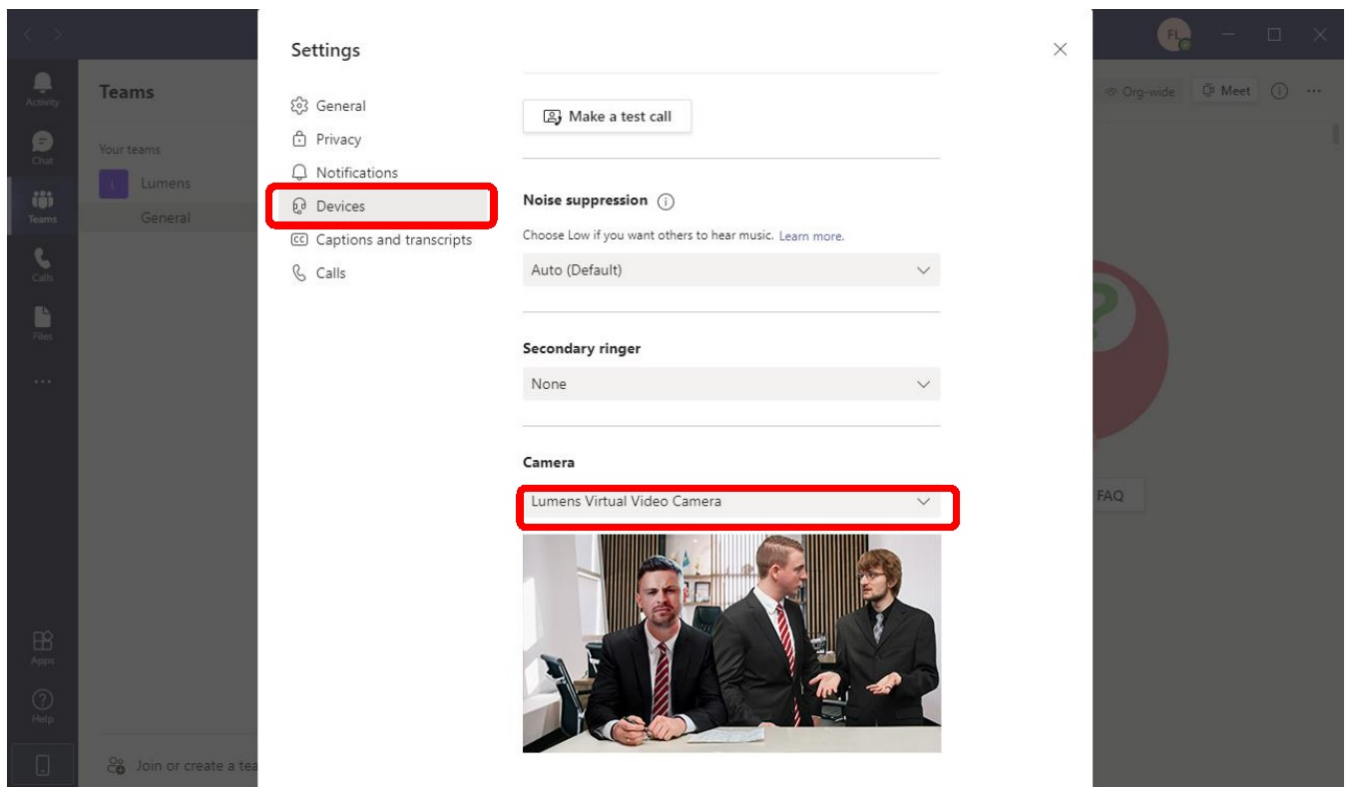 FL
Activity
Chat
Teams
Calls
Files
Apps
Help
Teams
Your teams
L
Lumens
General
Join or create a tea
Settings
General
Privacy
Notifications
Devices
CC Captions and transcripts
Calls
Make a test call
Noise suppression
Choose Low if you want others to hear music. Learn more.
Auto (Default)
Secondary ringer
None
Camera
Lumens Virtual Video Camera
Org-wide
Meet
FAQ